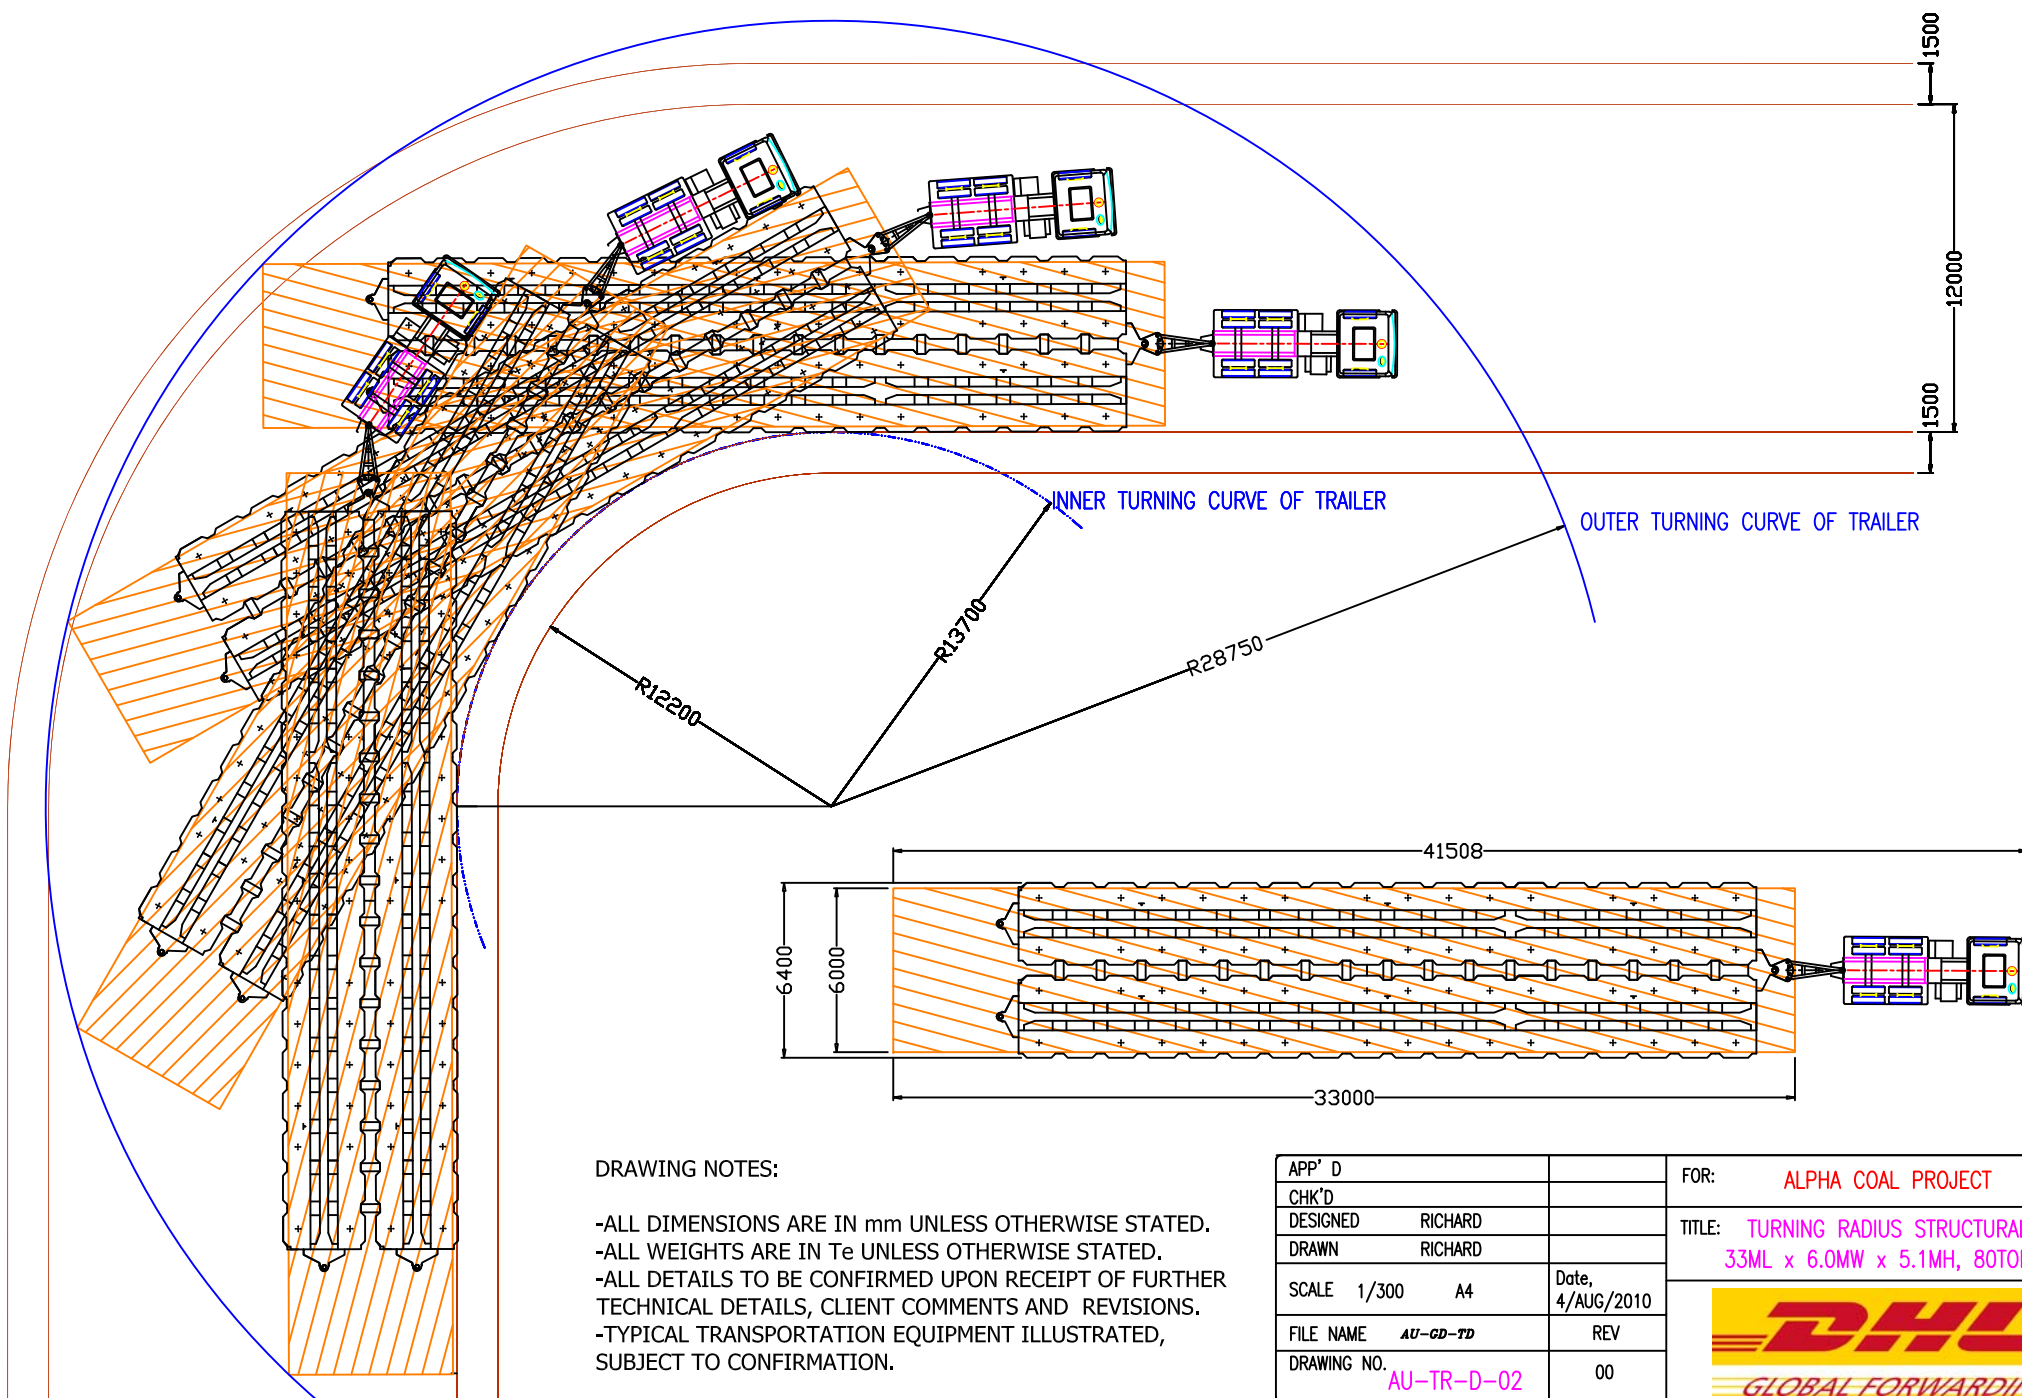 1500
12000
1500
INNER TURNING CURVE OF TRAILER
OUTER TURNING CURVE OF TRAILER
R12200
R13700
R28750
41508
6400
6000
33000
DRAWING NOTES:
-ALL DIMENSIONS ARE IN mm UNLESS OTHERWISE STATED.
-ALL WEIGHTS ARE IN Te UNLESS OTHERWISE STATED.
-ALL DETAILS TO BE CONFIRMED UPON RECEIPT OF FURTHER
TECHNICAL DETAILS, CLIENT COMMENTS AND REVISIONS.
-TYPICAL TRANSPORTATION EQUIPMENT ILLUSTRATED,
SUBJECT TO CONFIRMATION.
APP' D
CHK'D
DESIGNED RICHARD
DRAWN RICHARD
SCALE 1/300 A4
Date,
4/AUG/2010
FILE NAME AU-GD-TD
REV
DRAWING NO. AU-TR-D-02
00
FOR: ALPHA COAL PROJECT
TITLE: TURNING RADIUS STRUCTURAL
33ML x 6.0MW x 5.1MH, 80TO
DHL
GLOBAL FORWARDIN